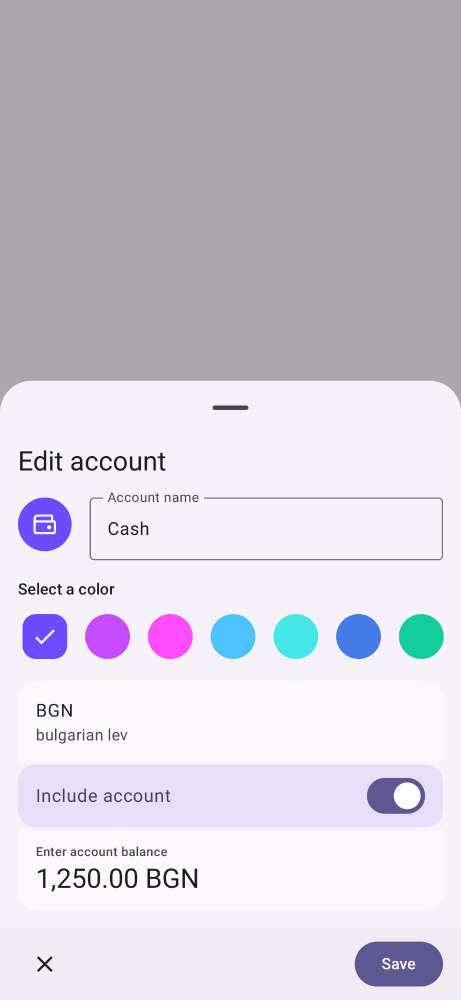 Edit account
Account name
Cash
Select a color
BGN
bulgarian lev
Include account
Enter account balance
1,250.00 BGN
Save